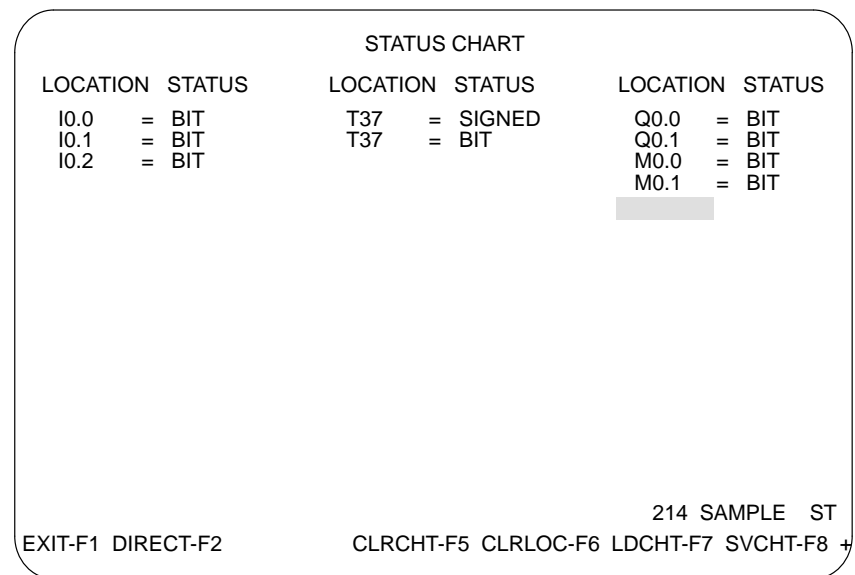 STATUS CHART
LOCATION STATUS LOCATION STATUS LOCATION STATUS
I0.0 = BIT T37 = SIGNED Q0.0 = BIT
I0.1 = BIT T37 = BIT Q0.1 = BIT
I0.2 = BIT M0.0 = BIT
M0.1 = BIT
214 SAMPLE ST
EXIT-F1 DIRECT-F2 CLRCHT-F5 CLRLOC-F6 LDCHT-F7 SVCHT-F8 +